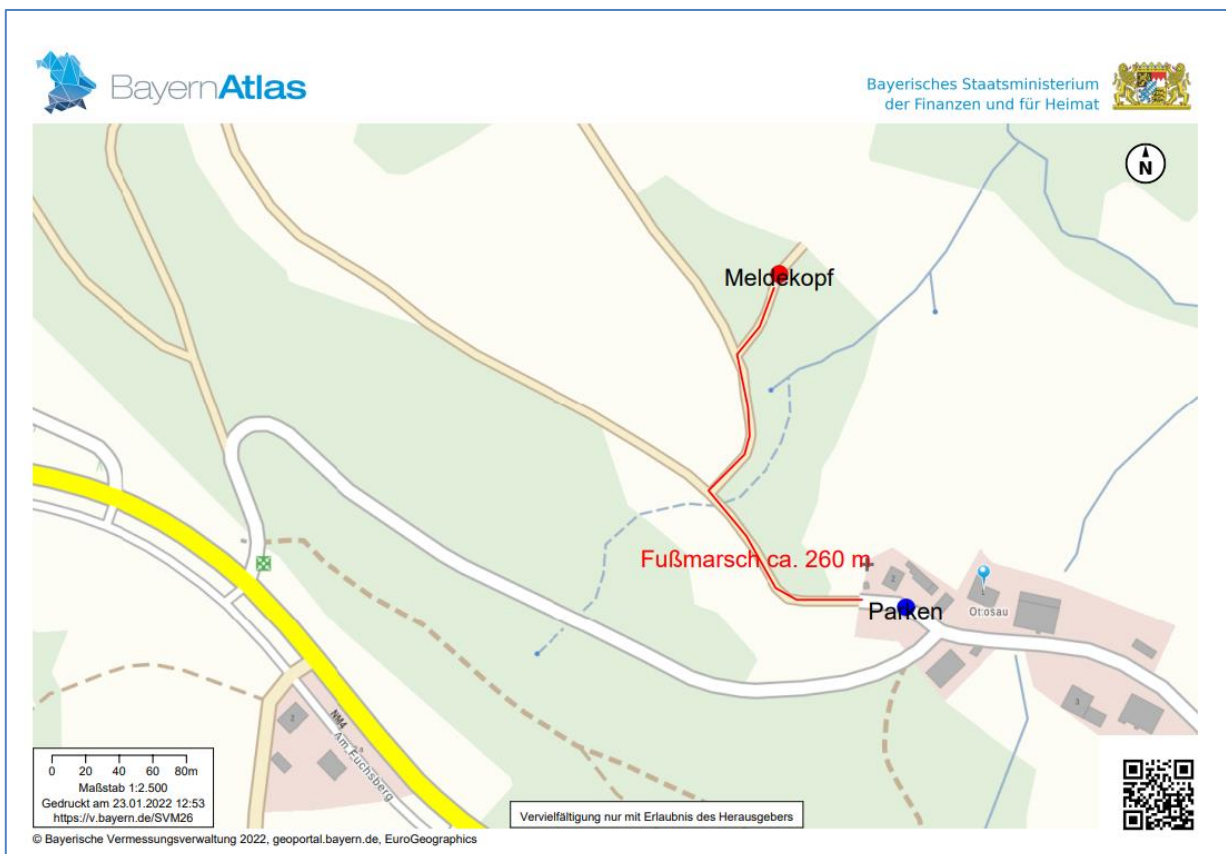 BayernAtlas
Bayerisches Staatsministerium
der Finanzen und für Heimat
N
Meldekopf
Fußmarsch ca. 260 m
2
1
Parken
Otosau
3
2
NM4
Am Fuchsberg
0 20 40 60 80m
Maßstab 1:2.500
Gedruckt am 23.01.2022 12:53
https://v.bayern.de/SVM26
Vervielfältigung nur mit Erlaubnis des Herausgebers
© Bayerische Vermessungsverwaltung 2022, geoportal.bayern.de, EuroGeographics